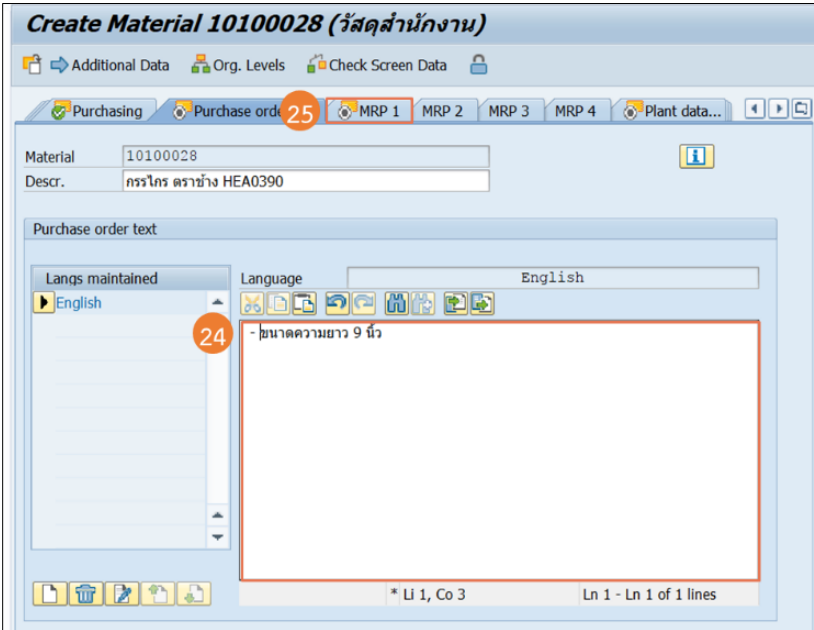 Create Material 10100028 (วัสดุสำนักงาน)
Additional Data Org. Levels Check Screen Data
Purchasing Purchase orde 25 MRP 1 MRP 2 MRP 3 MRP 4 Plant data...
Material 10100028
Descr. กรรไกร ตราช้าง HEA0390
Purchase order text
Langs maintained Language English
English
24 - ขนาดความยาว 9 นิ้ว
* Li 1, Co 3 Ln 1 - Ln 1 of 1 lines